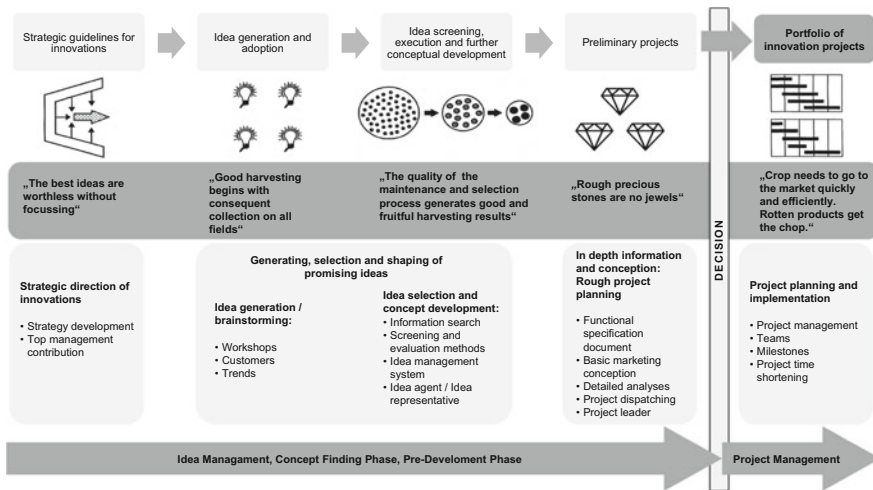 Strategic guidelines for
innovations
Idea generation and
adoption
Idea screening,
execution and further
conceptual development
Preliminary projects
Portfolio of
innovation projects
„The best ideas are
worthless without
focussing“
„Good harvesting
begins with
consequent
collection on all
fields“
„The quality of the
maintenance and selection
process generates good and
fruitful harvesting results“
„Rough precious
stones are no jewels“
„Crop needs to go to
the market quickly
and efficiently.
Rotten products get
the chop.“
DECISION
Strategic direction of
innovations
• Strategy development
• Top management
contribution
Generating, selection and shaping of
promising ideas
Idea generation /
brainstorming:
• Workshops
• Customers
• Trends
Idea selection and
concept development:
• Information search
• Screening and
evaluation methods
• Idea management
system
• Idea agent / Idea
representative
In depth information
and conception:
Rough project
planning
• Functional
specification
document
• Basic marketing
conception
• Detailed analyses
• Project dispatching
• Project leader
Project planning and
implementation
• Project management
• Teams
• Milestones
• Project time
shortening
Idea Managament, Concept Finding Phase, Pre-Develoment Phase
Project Management